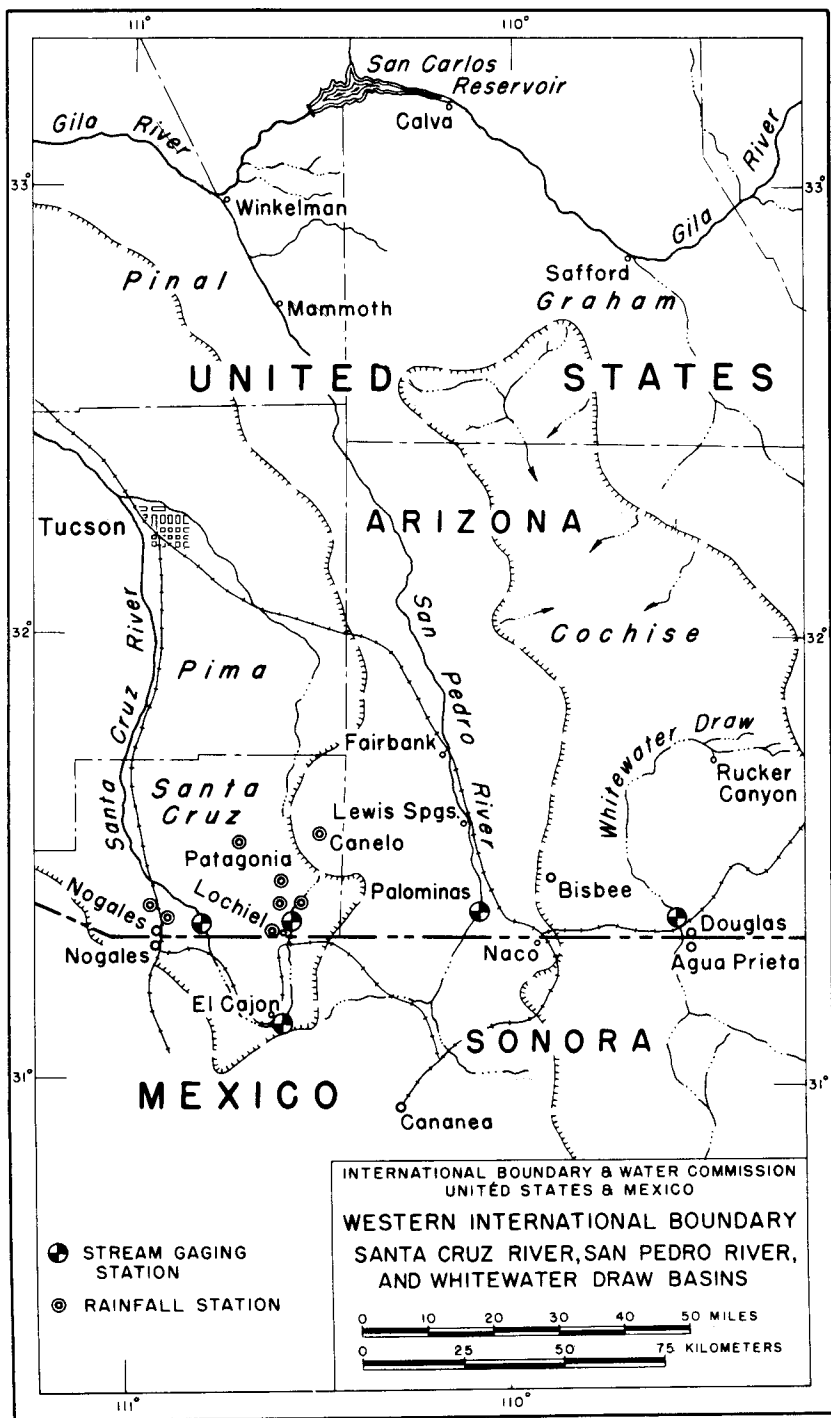 111°
110°
San Carlos
Reservoir
Calva
Gila
River
Gila River
33°
33°
Winkelman
Safford
Pinal
Graham
Mammoth
UNITED STATES
Tucson
ARIZONA
San Pedro River
Santa Cruz River
32°
32°
Cochise
Pima
Fairbank
Whitewater Draw
Rucker
Canyon
Santa
Cruz
Lewis Spgs.
Canelo
Patagonia
Nogales
Lochiel
Palominas
Bisbee
Douglas
Nogales
Naco
Agua Prieta
El Cajon
SONORA
31°
31°
MEXICO
Cananea
INTERNATIONAL BOUNDARY & WATER COMMISSION
UNITED STATES & MEXICO
WESTERN INTERNATIONAL BOUNDARY
SANTA CRUZ RIVER, SAN PEDRO RIVER,
AND WHITEWATER DRAW BASINS
STREAM GAGING
STATION
RAINFALL STATION
0 10 20 30 40 50 MILES
0 25 50 75 KILOMETERS
111°
110°